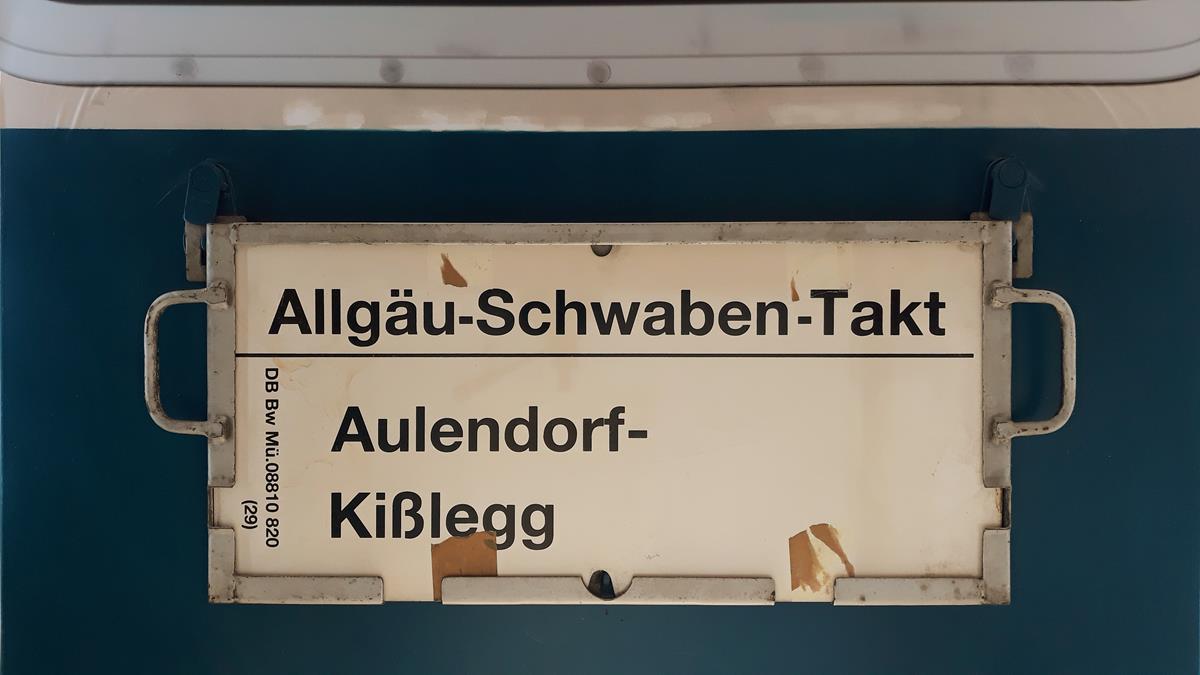 Allgäu-Schwaben-Takt
Aulendorf-
Kißlegg
DB Bw Mü.08810 820
(29)